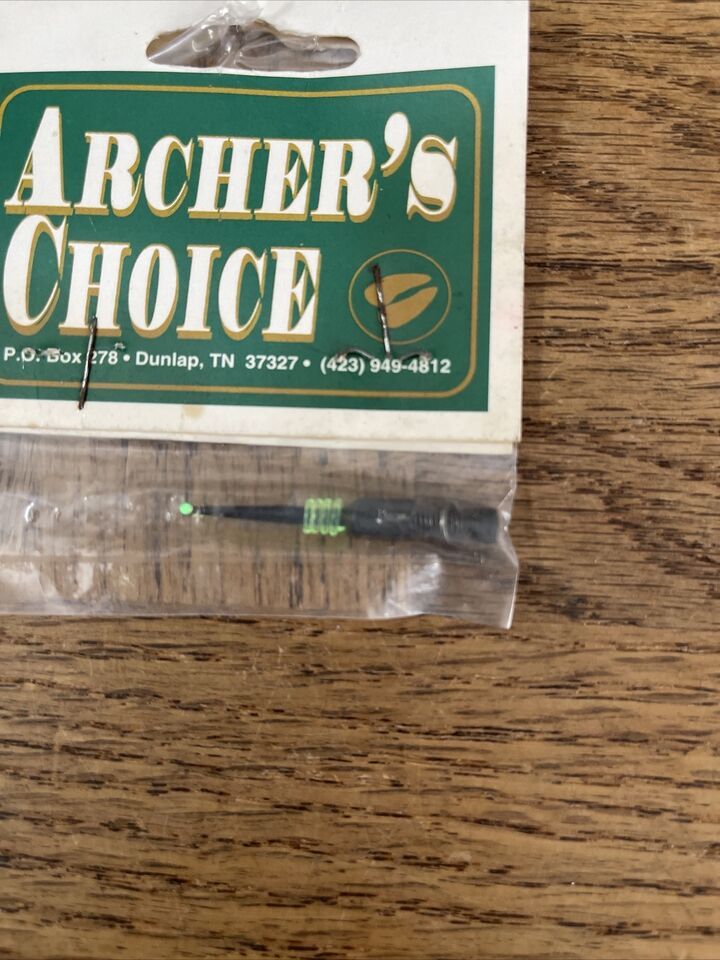 ARCHER'S
CHOICE
P.O. Box 278 • Dunlap, TN 37327 • (423) 949-4812